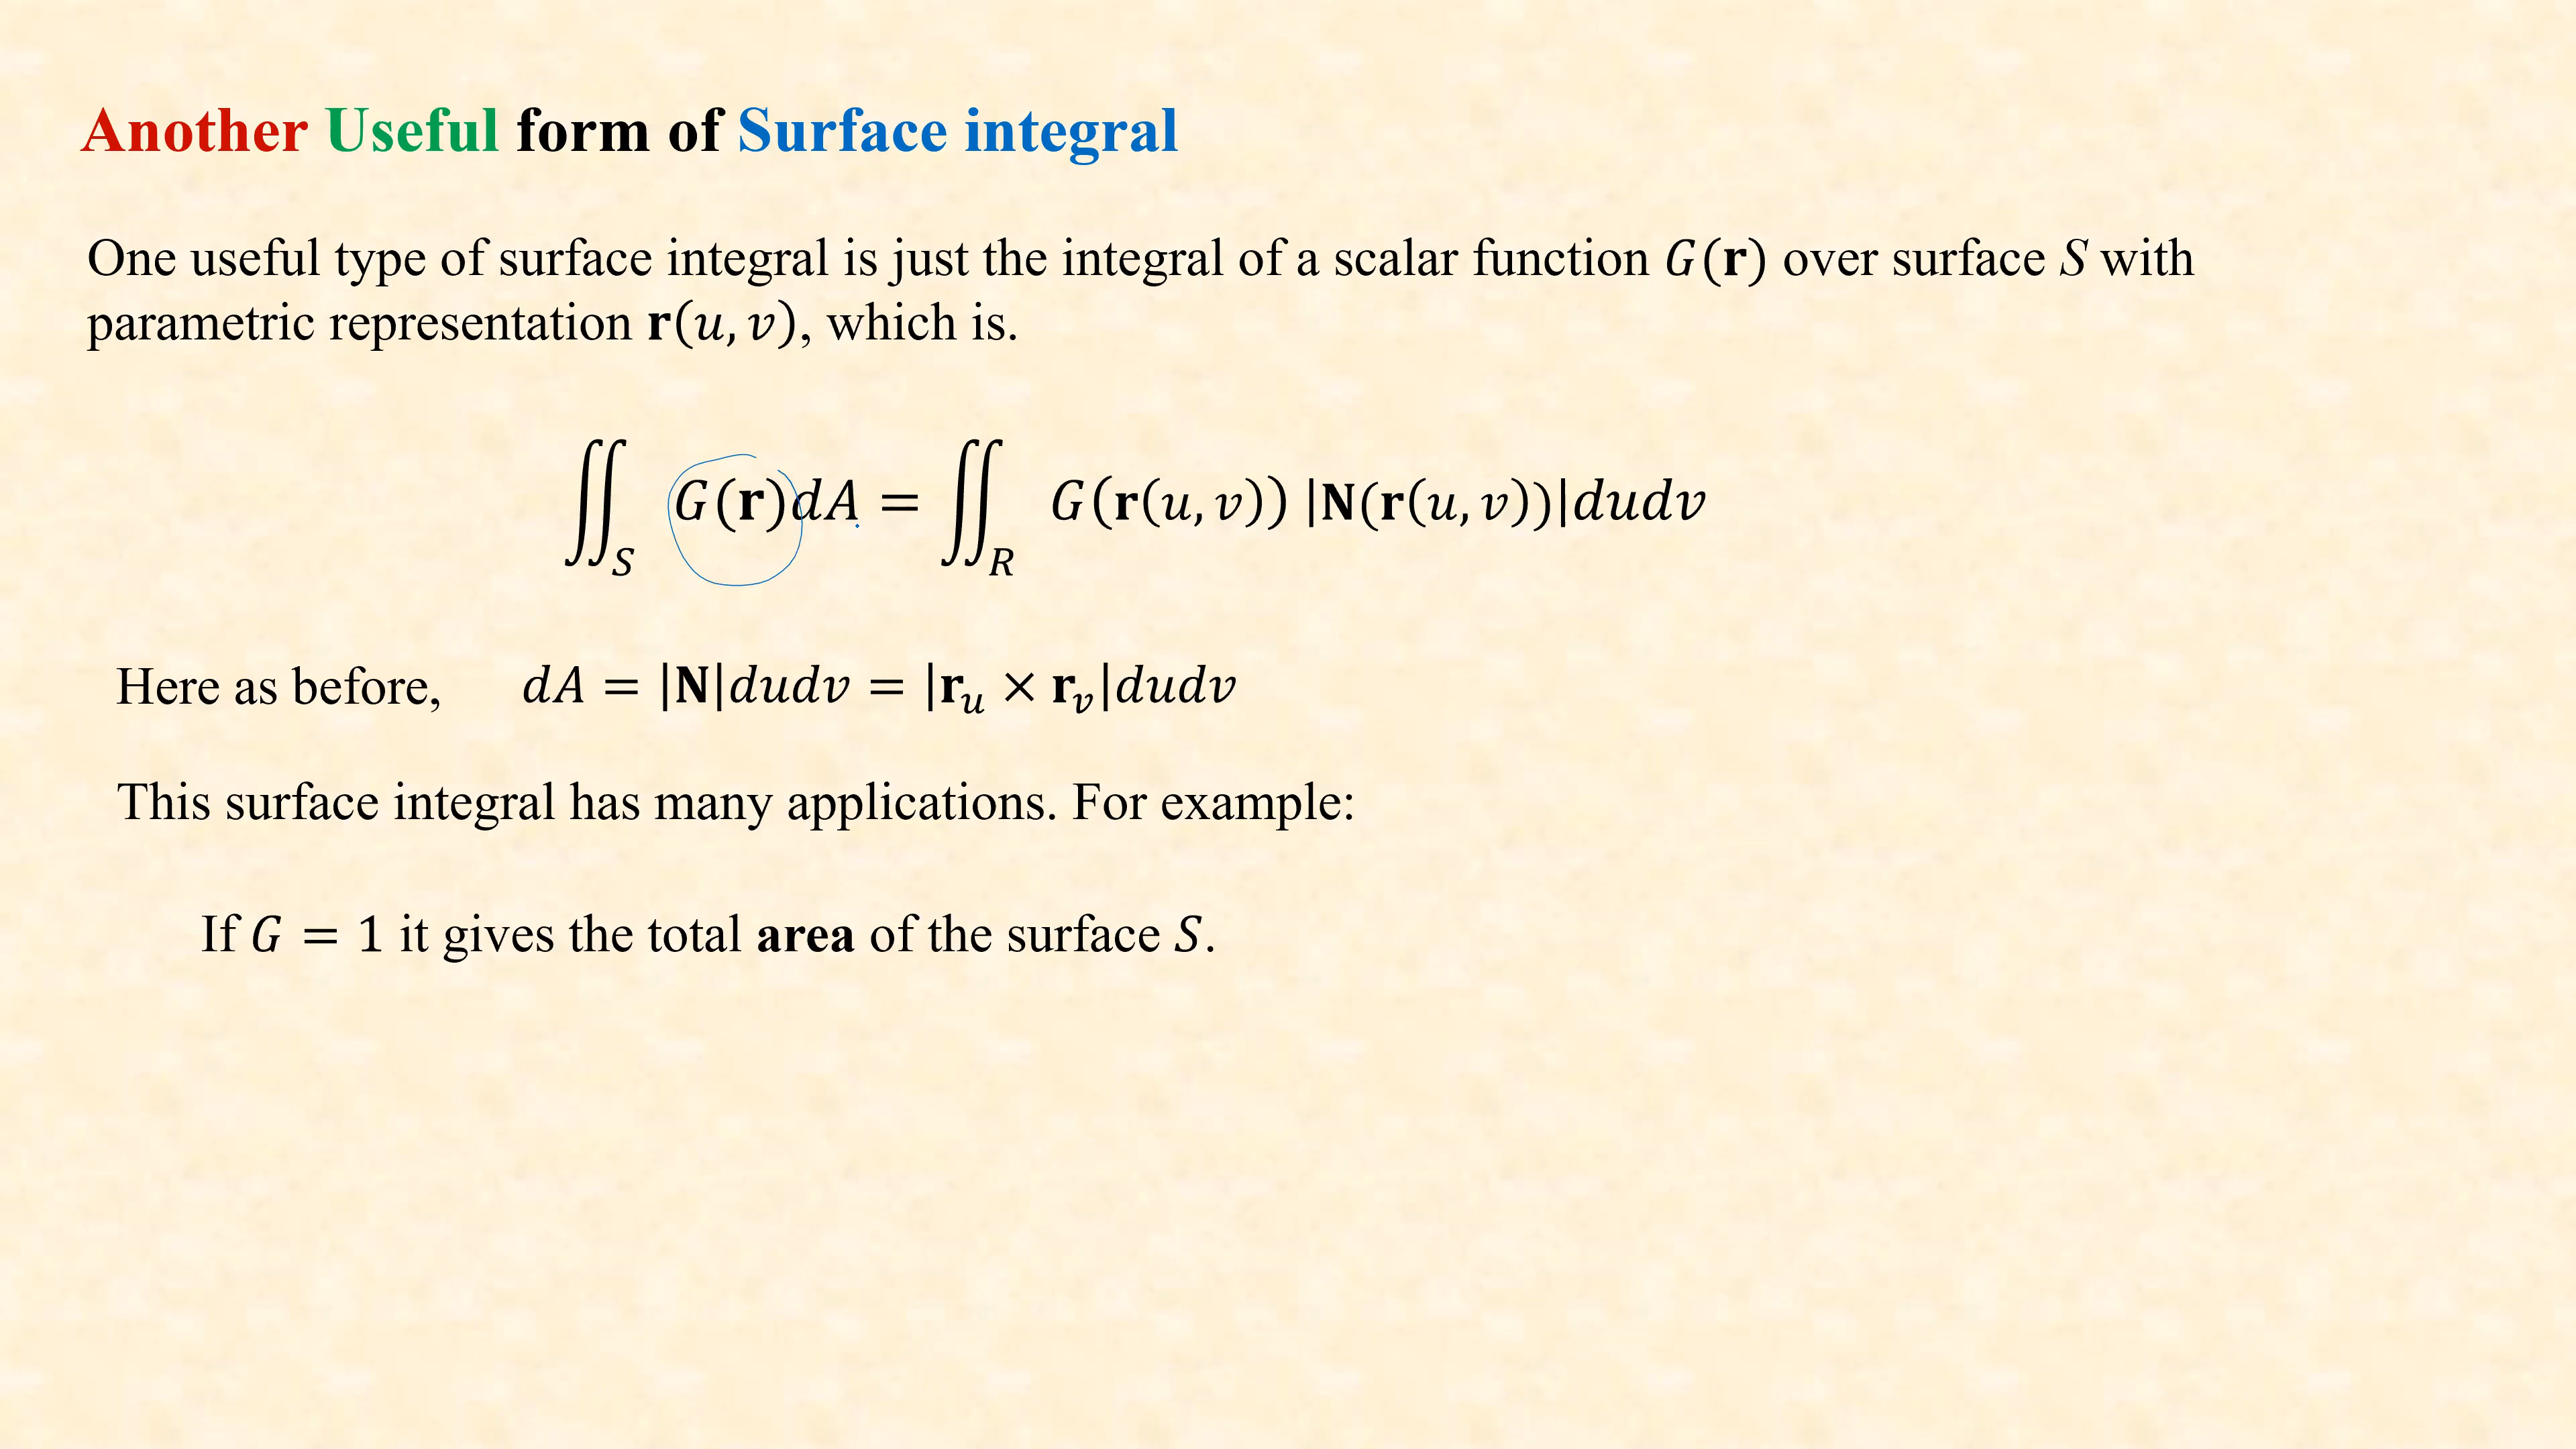 Another Useful form of Surface integral
One useful type of surface integral is just the integral of a scalar function G(𝐫) over surface S with
parametric representation 𝐫(u, v), which is.
∬_S G(𝐫)dA = ∬_R G(𝐫(u, v)) |𝐍(𝐫(u, v))|dudv
Here as before, dA = |𝐍|dudv = |𝐫_u × 𝐫_v|dudv
This surface integral has many applications. For example:
If G = 1 it gives the total area of the surface S.